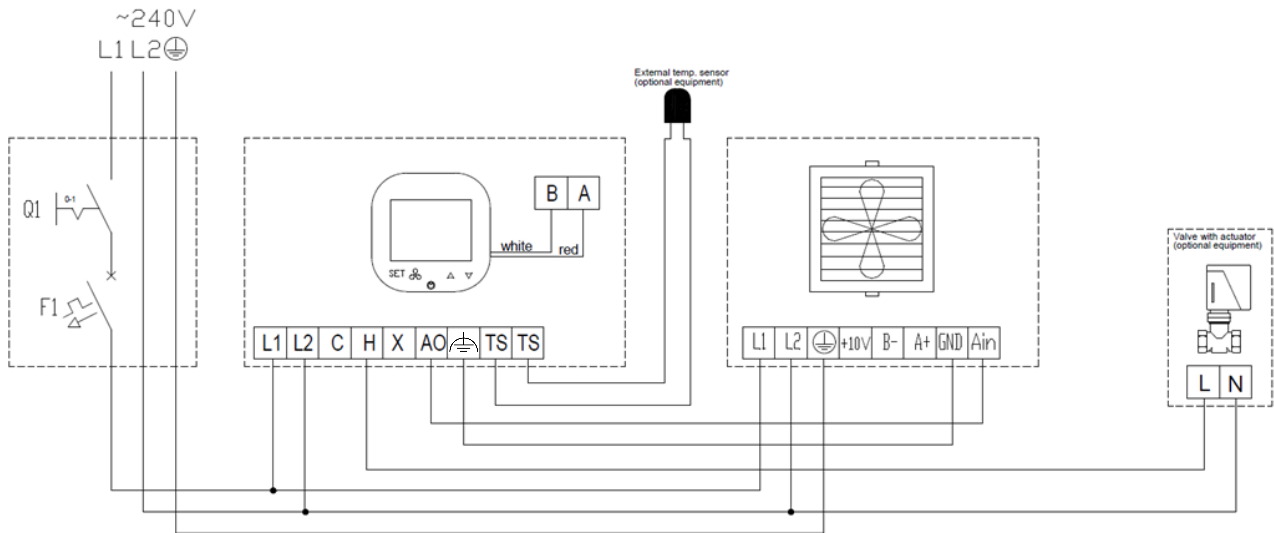 ~240V
L1 L2
External temp. sensor
(optional equipment)
Q1
0-1
F1
B A
white
red
SET
L1 L2 C H X AO TS TS
L1 L2 +10V B- A+ GND Ain
Valve with actuator
(optional equipment)
L N